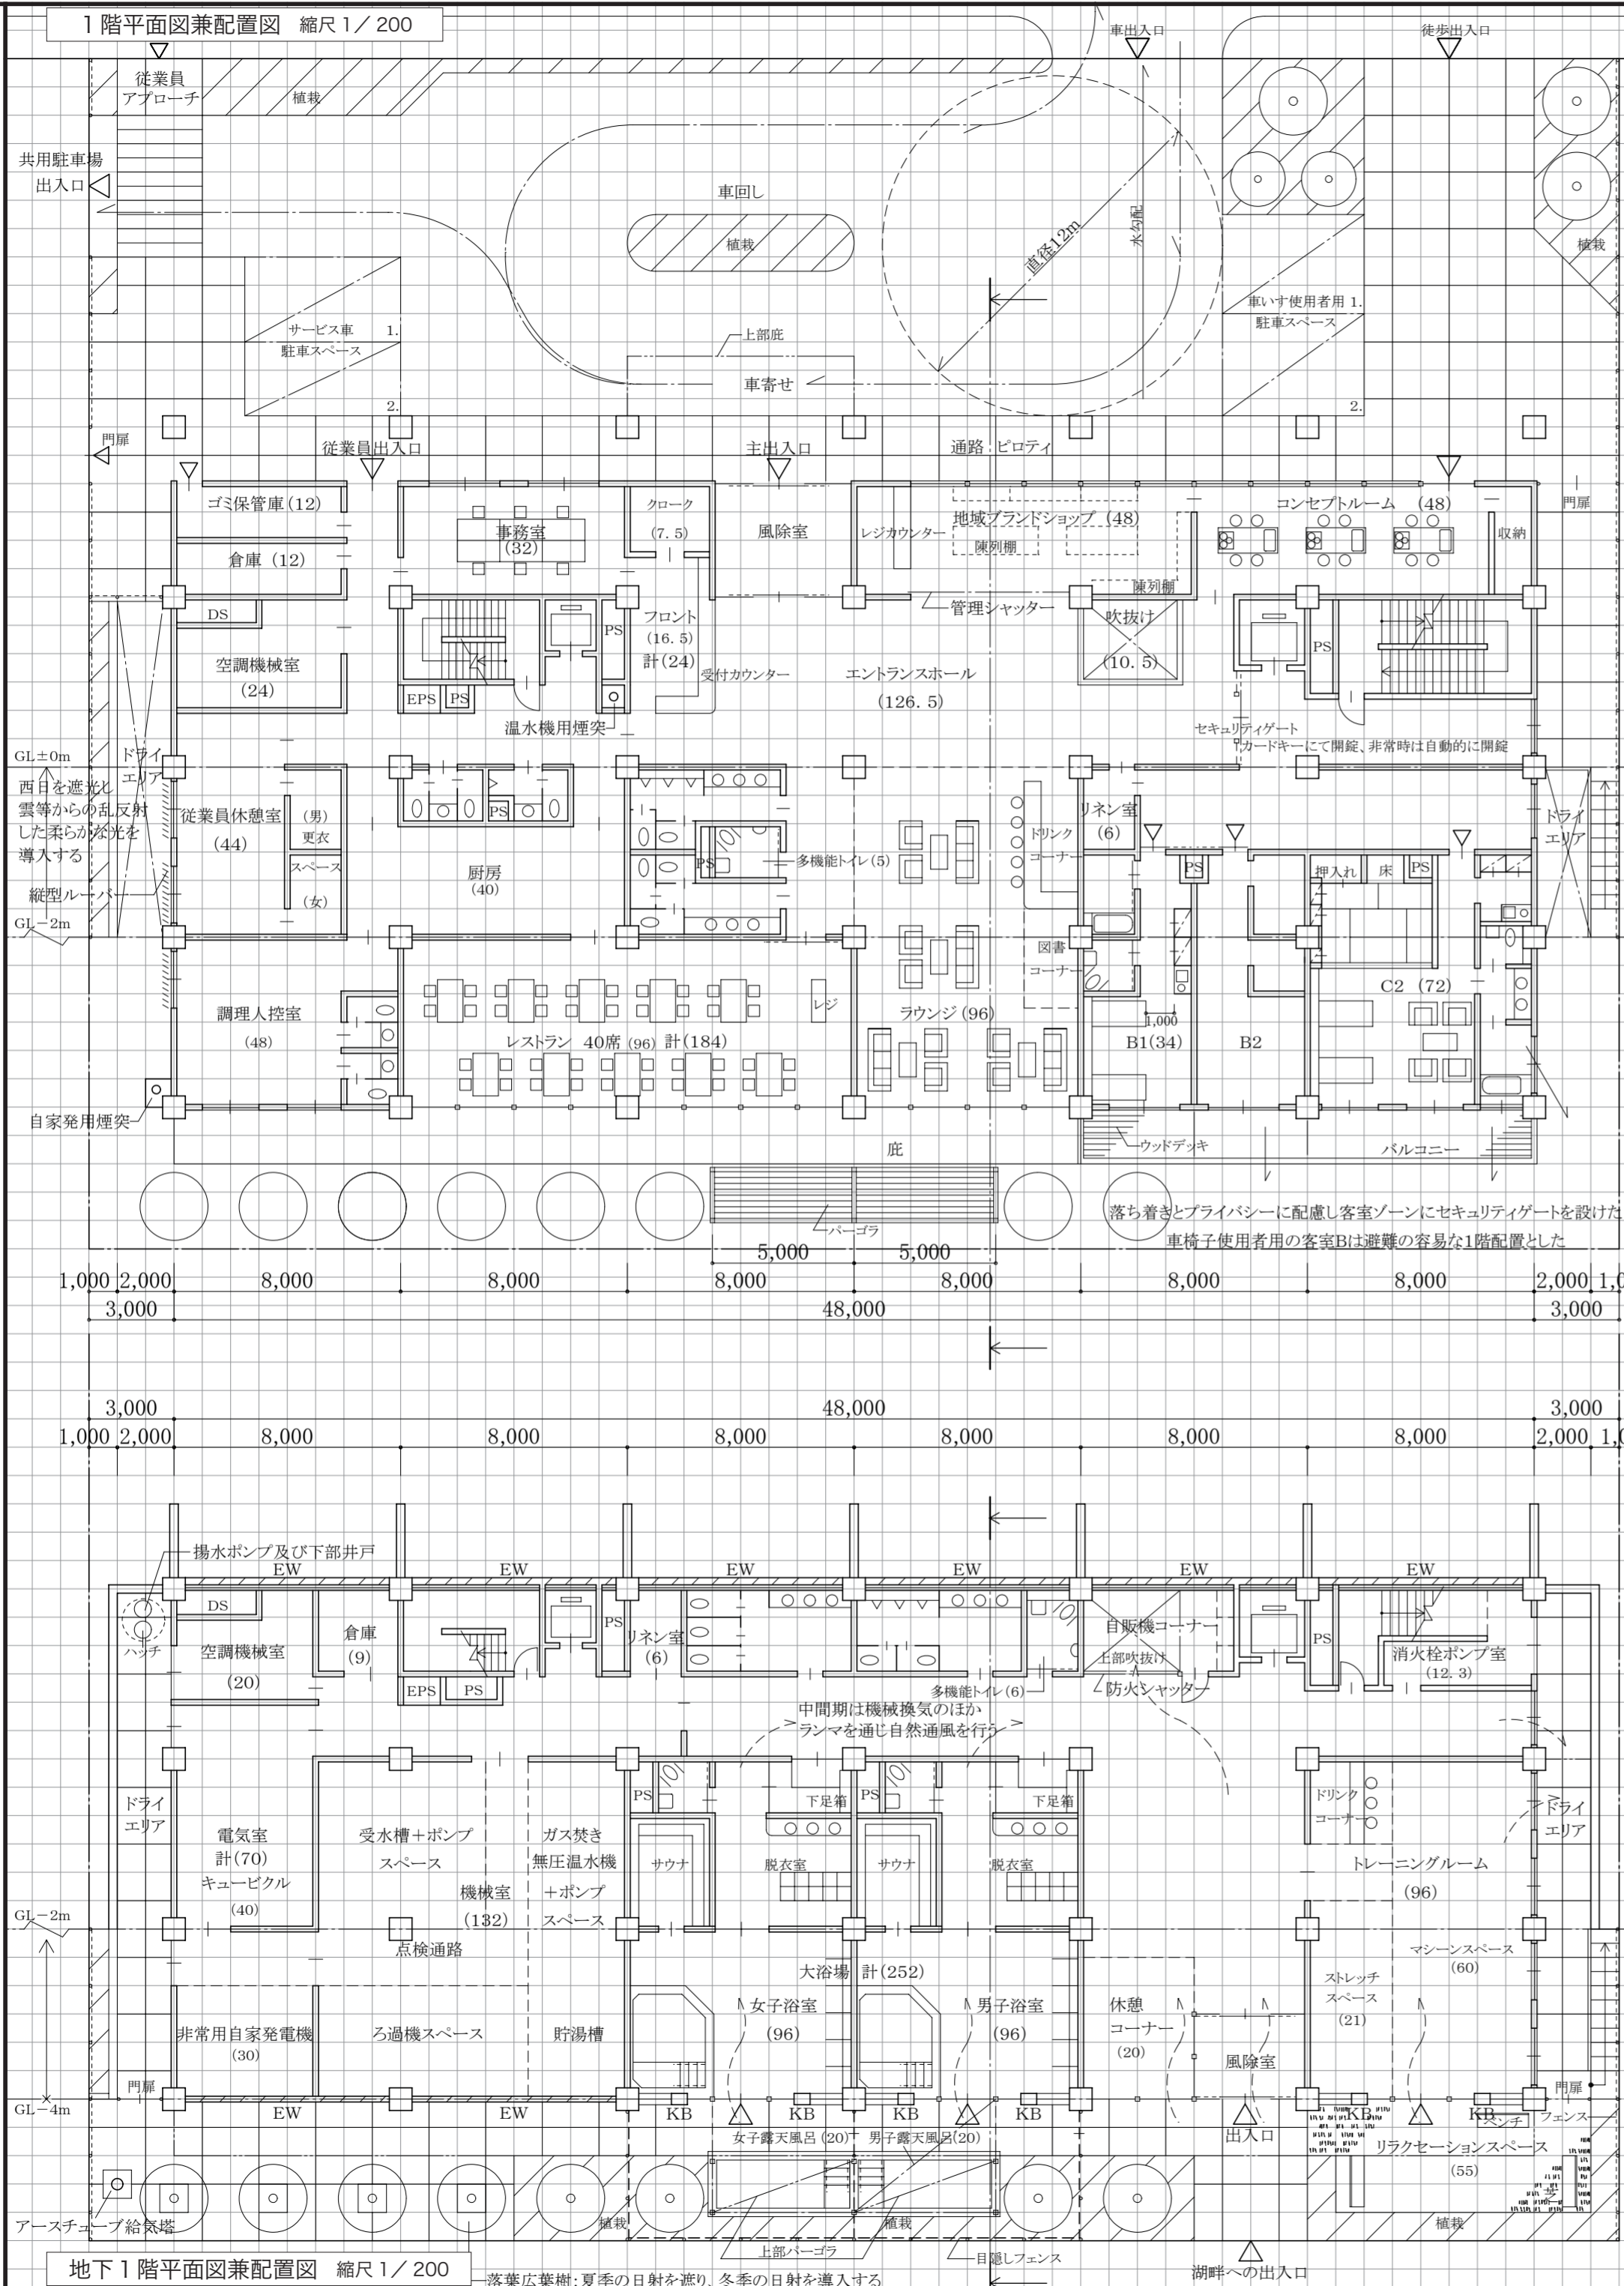 1階平面図兼配置図 縮尺1/200
車出入口
徒歩出入口
従業員
アプローチ
植栽
共用駐車場
出入口
車回し
植栽
直径12m
水勾配
植栽
サービス車 1.
駐車スペース
2.
上部庇
車寄せ
車いす使用者用 1.
駐車スペース
2.
門扉
従業員出入口
主出入口
通路 ピロティ
ゴミ保管庫(12)
事務室
(32)
クローク
(7.5)
風除室
レジカウンター
地域ブランドショップ(48)
陳列棚
陳列棚
コンセプトルーム (48)
収納
門扉
倉庫(12)
DS
空調機械室
(24)
EPS
PS
PS
フロント
(16.5)
計(24)
受付カウンター
温水機用煙突
管理シャッター
エントランスホール
(126.5)
吹抜け
(10.5)
PS
セキュリティゲート
カードキーにて開錠、非常時は自動的に開錠
GL±0m
西日を遮光し
雲等からの乱反射
した柔らかな光を
導入する
ドライ
エリア
従業員休憩室
(44)
(男)
更衣
スペース
(女)
PS
厨房
(40)
PS
多機能トイレ(5)
ドリンク
コーナー
リネン室
(6)
PS
押入れ
床
PS
ドライ
エリア
縦型ルーバー
GL-2m
図書
コーナー
調理人控室
(48)
レストラン 40席(96) 計(184)
レジ
ラウンジ(96)
1,000
B1(34)
B2
C2 (72)
自家発用煙突
庇
ウッドデッキ
バルコニー
パーゴラ
落ち着きとプライバシーに配慮し客室ゾーンにセキュリティゲートを設けた
車椅子使用者用の客室Bは避難の容易な1階配置とした
5,000 5,000
1,000 2,000 8,000 8,000 8,000 8,000 8,000 8,000 2,000
3,000 48,000 3,000
3,000 48,000 3,000
1,000 2,000 8,000 8,000 8,000 8,000 8,000 8,000 2,000
揚水ポンプ及び下部井戸
EW EW EW EW EW EW
DS
ハッチ
空調機械室
(20)
倉庫
(9)
EPS
PS
PS
リネン室
(6)
多機能トイレ(6)
自販機コーナー
上部吹抜け
防火シャッター
PS
消火栓ポンプ室
(12.3)
中間期は機械換気のほか
ランマを通じ自然通風を行う
ドライ
エリア
電気室
計(70)
キュービクル
(40)
受水槽+ポンプ
スペース
ガス焚き
無圧温水機
+ポンプ
スペース
機械室
(132)
PS
サウナ
下足箱
脱衣室
PS
サウナ
下足箱
脱衣室
ドリンク
コーナー
トレーニングルーム
(96)
ドライ
エリア
GL-2m
点検通路
大浴場 計(252)
マシーンスペース
(60)
ストレッチ
スペース
(21)
非常用自家発電機
(30)
ろ過機スペース
貯湯槽
女子浴室
(96)
男子浴室
(96)
休憩
コーナー
(20)
風除室
門扉
GL-4m
EW EW
KB KB KB KB KB KB
門扉
フェンス
ベンチ
女子露天風呂(20)
男子露天風呂(20)
出入口
リラクセーションスペース
(55)
芝
アースチューブ給気塔
植栽
植栽
植栽
上部パーゴラ
目隠しフェンス
湖畔への出入口
地下1階平面図兼配置図 縮尺1/200
落葉広葉樹:夏季の日射を遮り、冬季の日射を導入する